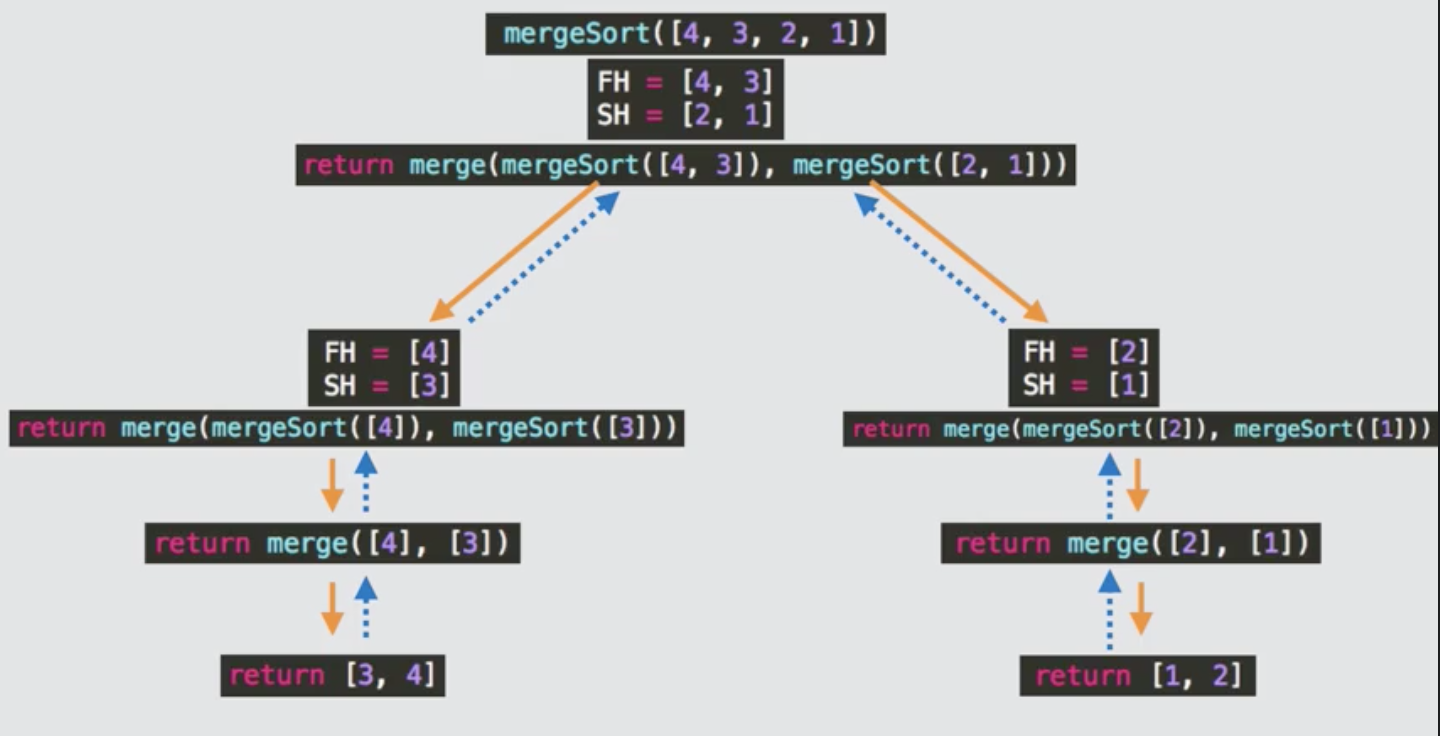 mergeSort([4, 3, 2, 1])
FH = [4, 3]
SH = [2, 1]
return merge(mergeSort([4, 3]), mergeSort([2, 1]))
FH = [4]
SH = [3]
return merge(mergeSort([4]), mergeSort([3]))
return merge([4], [3])
return [3, 4]
FH = [2]
SH = [1]
return merge(mergeSort([2]), mergeSort([1]))
return merge([2], [1])
return [1, 2]